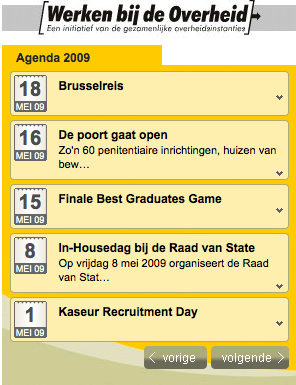 Werken bij de Overheid
Een initiatief van de gezamenlijke overheidsinstanties
Agenda 2009
18
MEI 09
Brusselreis
16
MEI 09
De poort gaat open
Zo'n 60 penitentiaire inrichtingen, huizen van
bew...
15
MEI 09
Finale Best Graduates Game
8
MEI 09
In-Housedag bij de Raad van State
Op vrijdag 8 mei 2009 organiseert de Raad
van Stat...
1
MEI 09
Kaseur Recruitment Day
vorige
volgende